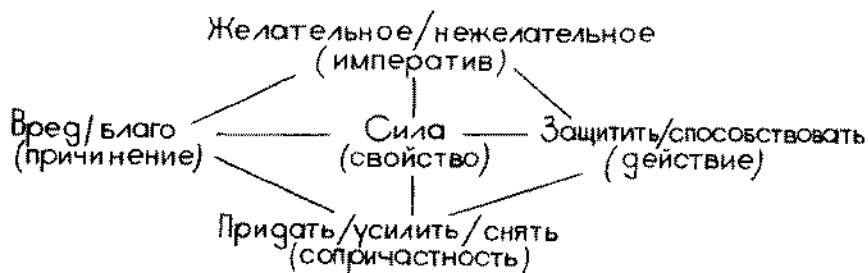 Желательное/нежелательное
(императив)
Вред/благо Сила Защитить/способствовать
(причинение) (свойство) (действие)
Придать/усилить/снять
(сопричастность)